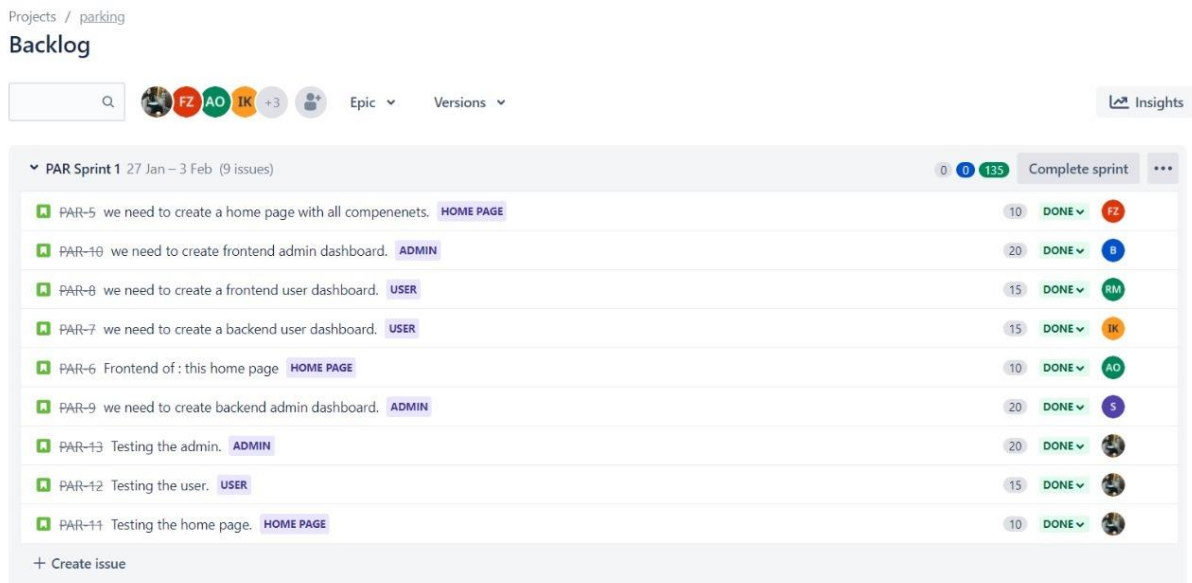 Projects / parking
Backlog
FZ AO IK +3 Epic Versions Insights
PAR Sprint 1 27 Jan – 3 Feb (9 issues) 0 0 135 Complete sprint
PAR-5 we need to create a home page with all compenenets. HOME PAGE 10 DONE FZ
PAR-10 we need to create frontend admin dashboard. ADMIN 20 DONE B
PAR-8 we need to create a frontend user dashboard. USER 15 DONE RM
PAR-7 we need to create a backend user dashboard. USER 15 DONE IK
PAR-6 Frontend of : this home page HOME PAGE 10 DONE AO
PAR-9 we need to create backend admin dashboard. ADMIN 20 DONE S
PAR-13 Testing the admin. ADMIN 20 DONE
PAR-12 Testing the user. USER 15 DONE
PAR-11 Testing the home page. HOME PAGE 10 DONE
+ Create issue